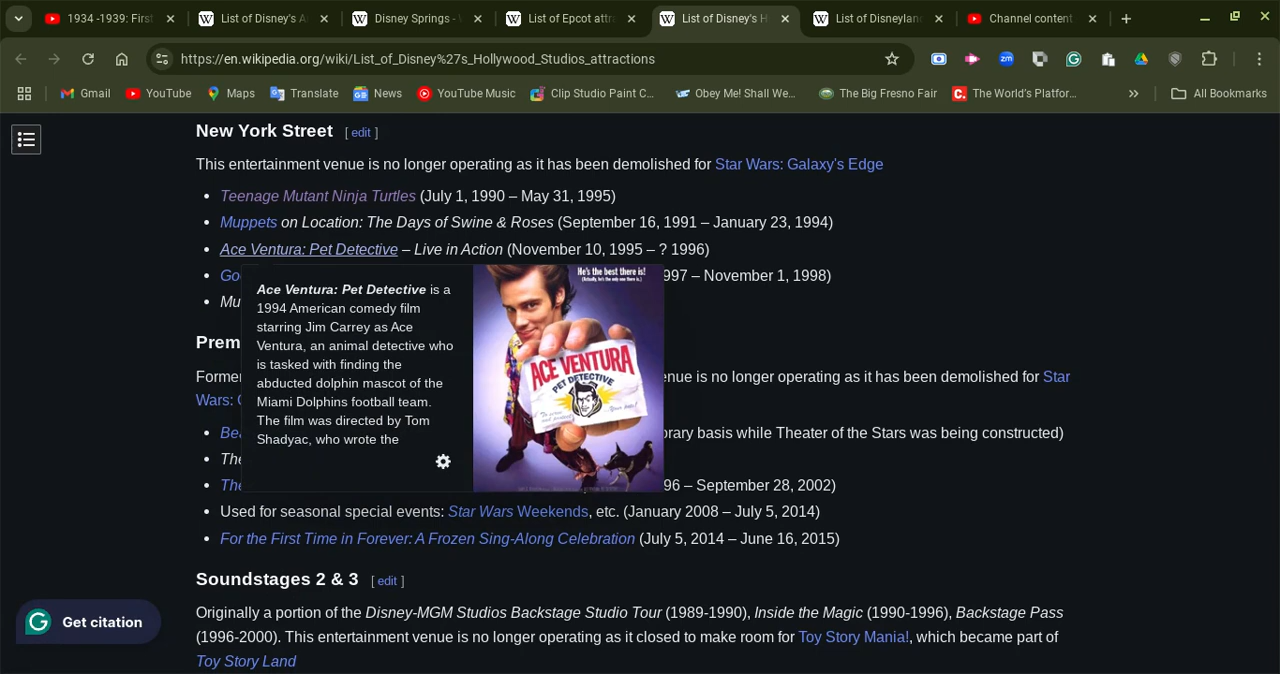 1934 -1939: First
List of Disney's A
Disney Springs - W
List of Epcot attra
List of Disney's H
List of Disneylan
Channel content
https://en.wikipedia.org/wiki/List_of_Disney%27s_Hollywood_Studios_attractions
Gmail
YouTube
Maps
Translate
News
YouTube Music
Clip Studio Paint C...
Obey Me! Shall We...
The Big Fresno Fair
The World's Platfor...
All Bookmarks
New York Street [ edit ]
This entertainment venue is no longer operating as it has been demolished for Star Wars: Galaxy's Edge
Teenage Mutant Ninja Turtles (July 1, 1990 – May 31, 1995)
Muppets on Location: The Days of Swine & Roses (September 16, 1991 – January 23, 1994)
Ace Ventura: Pet Detective – Live in Action (November 10, 1995 – ? 1996)
Go
997 – November 1, 1998)
Mu
Ace Ventura: Pet Detective is a
1994 American comedy film
starring Jim Carrey as Ace
Ventura, an animal detective who
is tasked with finding the
abducted dolphin mascot of the
Miami Dolphins football team.
The film was directed by Tom
Shadyac, who wrote the
He's the best there is!
(Actually, he's the only one there is.)
ACE VENTURA
PET DETECTIVE
Prem
Former
enue is no longer operating as it has been demolished for Star
Wars: G
Bea
orary basis while Theater of the Stars was being constructed)
The
The
96 – September 28, 2002)
Used for seasonal special events: Star Wars Weekends, etc. (January 2008 – July 5, 2014)
For the First Time in Forever: A Frozen Sing-Along Celebration (July 5, 2014 – June 16, 2015)
Soundstages 2 & 3 [ edit ]
Originally a portion of the Disney-MGM Studios Backstage Studio Tour (1989-1990), Inside the Magic (1990-1996), Backstage Pass
(1996-2000). This entertainment venue is no longer operating as it closed to make room for Toy Story Mania!, which became part of
Toy Story Land
Get citation